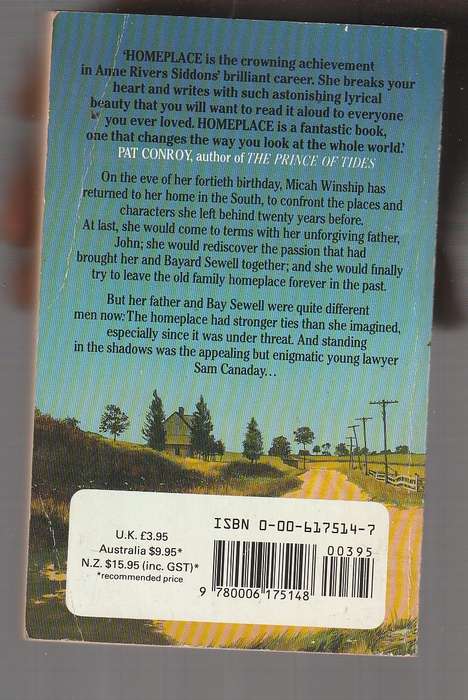 'HOMEPLACE is the crowning achievement
in Anne Rivers Siddons' brilliant career. She breaks your
heart and writes with such astonishing lyrical
beauty that you will want to read it aloud to everyone
you ever loved. HOMEPLACE is a fantastic book,
one that changes the way you look at the whole world.'
PAT CONROY, author of THE PRINCE OF TIDES
On the eve of her fortieth birthday, Micah Winship has
returned to her home in the South, to confront the places and
characters she left behind twenty years before.
At last, she would come to terms with her unforgiving father,
John; she would rediscover the passion that had
brought her and Bayard Sewell together; and she would finally
try to leave the old family homeplace forever in the past.
But her father and Bay Sewell were quite different
men now: The homeplace had stronger ties than she imagined,
especially since it was under threat. And standing
in the shadows was the appealing but enigmatic young lawyer
Sam Canaday...
U.K. £3.95
Australia $9.95*
N.Z. $15.95 (inc. GST)*
*recommended price
ISBN 0-00-617514-7
00395
9 780006 175148